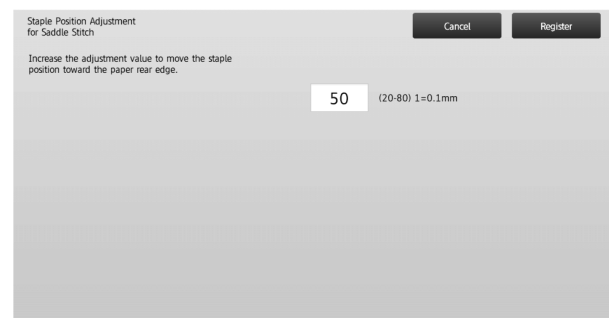 Staple Position Adjustment
for Saddle Stitch
Cancel
Register
Increase the adjustment value to move the staple
position toward the paper rear edge.
50
(20-80) 1=0.1mm